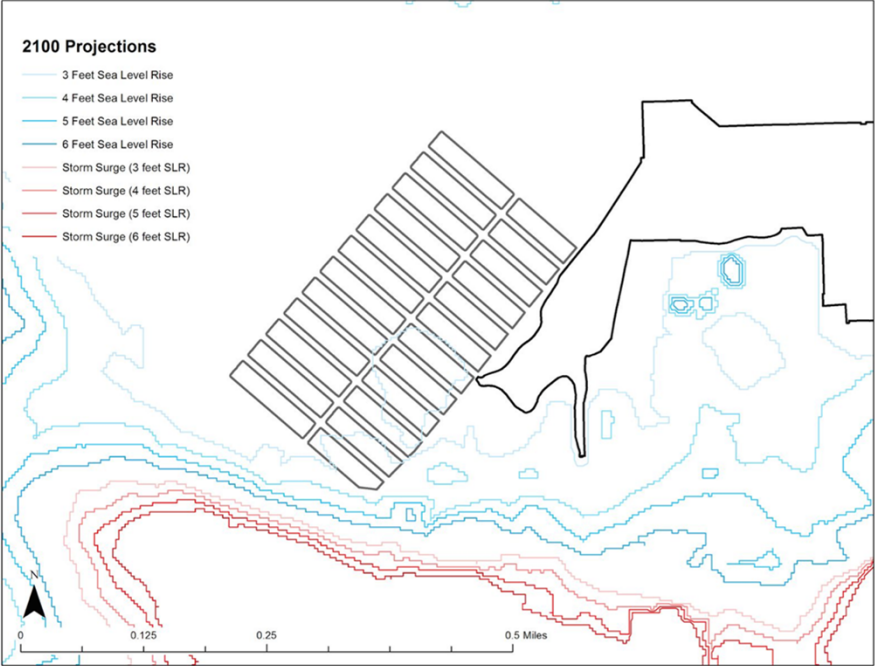 2100 Projections
3 Feet Sea Level Rise
4 Feet Sea Level Rise
5 Feet Sea Level Rise
6 Feet Sea Level Rise
Storm Surge (3 feet SLR)
Storm Surge (4 feet SLR)
Storm Surge (5 feet SLR)
Storm Surge (6 feet SLR)
N
0 0.125 0.25 0.5 Miles